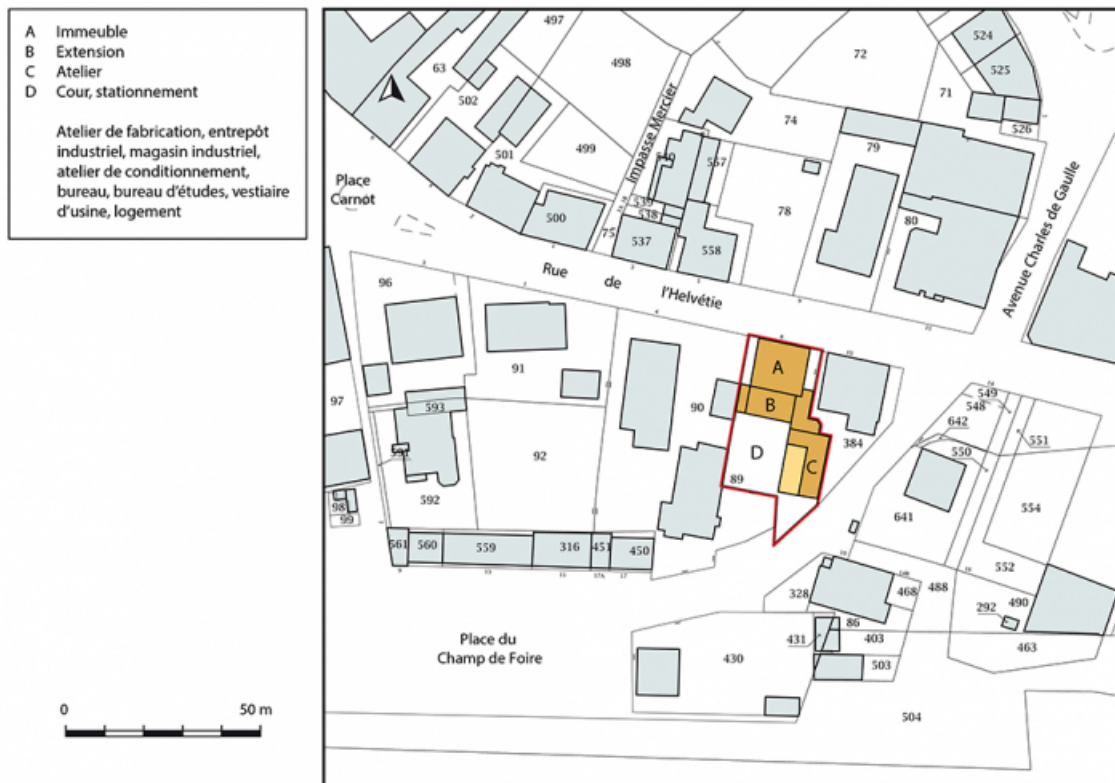 A Immeuble
B Extension
C Atelier
D Cour, stationnement
Atelier de fabrication, entrepôt
industriel, magasin industriel,
atelier de conditionnement,
bureau, bureau d'études, vestiaire
d'usine, logement
0 50 m
497
498
63
502
499
501
Place
Carnot
500
Impasse Mercier
75
539
538
537
557
558
74
72
78
79
80
71
524
525
526
Avenue Charles de Gaulle
Rue de l'Helvétie
96
91
97
593
92
592
98
99
90
A
B
D
C
89
384
549
548
642
550
551
641
554
552
561
560
559
316
451
450
328
468
488
86
292
490
431
403
463
430
503
504
Place du
Champ de Foire